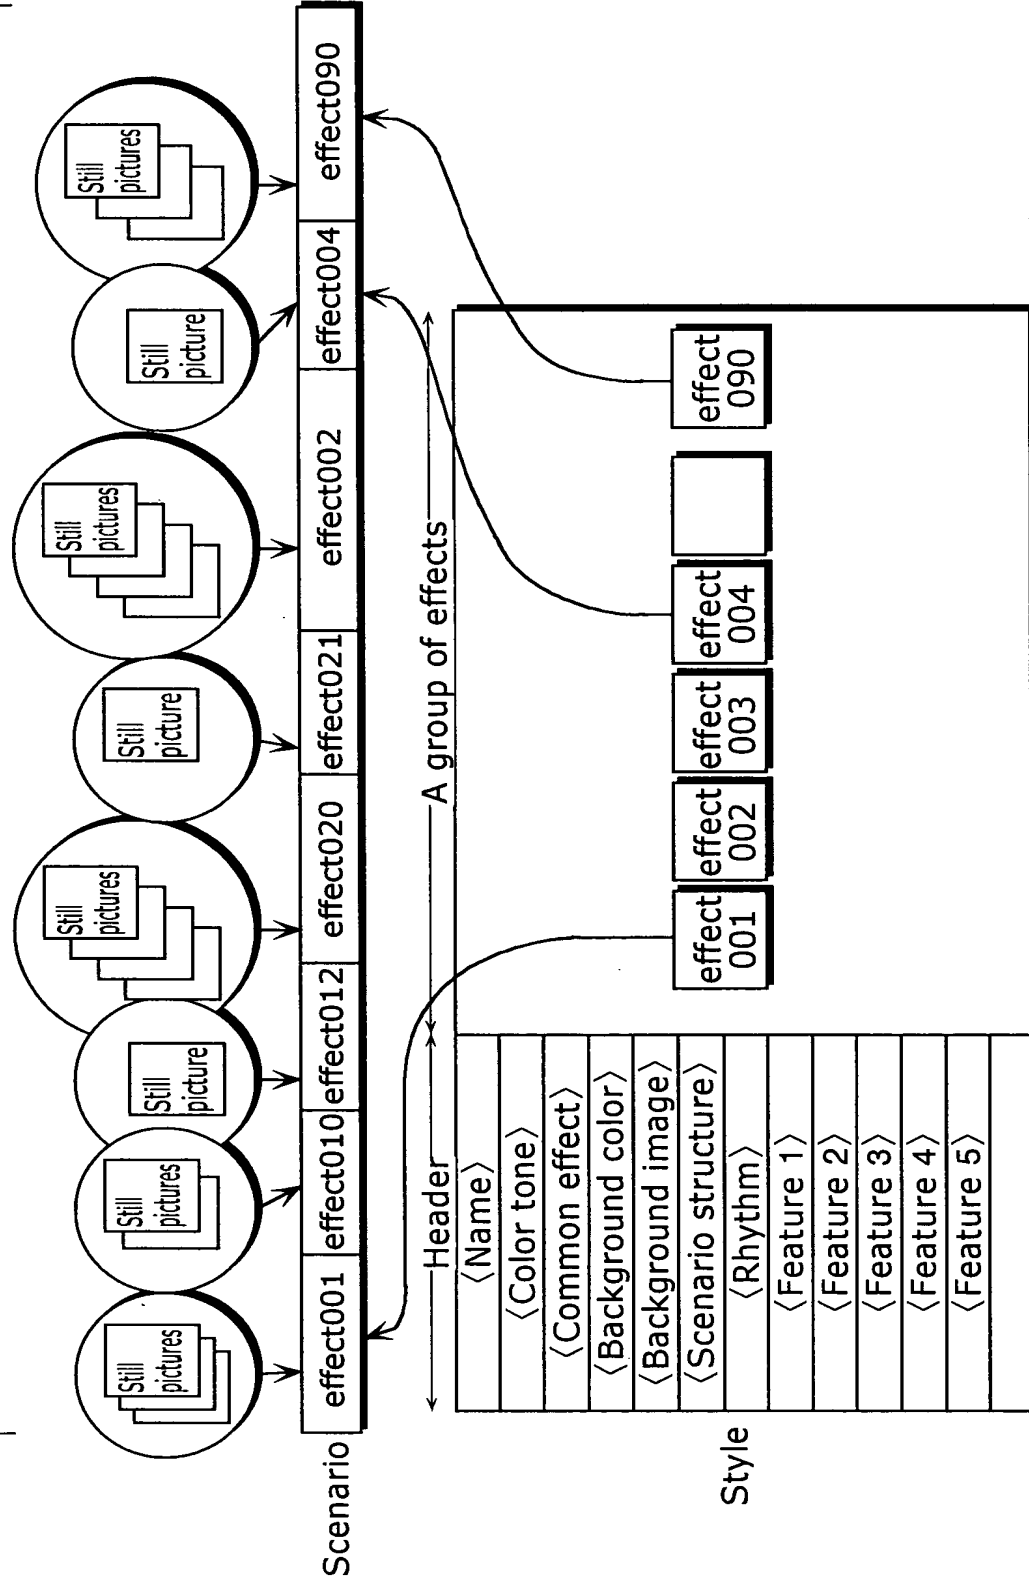 Still
pictures
Still
pictures
Still
picture
Still
pictures
Still
picture
Still
pictures
Still
picture
Still
pictures
Scenario
effect001
effect010
effect012
effect020
effect021
effect002
effect004
effect090
Header
A group of effects
Style
〈Name〉
〈Color tone〉
〈Common effect〉
〈Background color〉
〈Background image〉
〈Scenario structure〉
〈Rhythm〉
〈Feature 1〉
〈Feature 2〉
〈Feature 3〉
〈Feature 4〉
〈Feature 5〉
effect
001
effect
002
effect
003
effect
004
effect
090